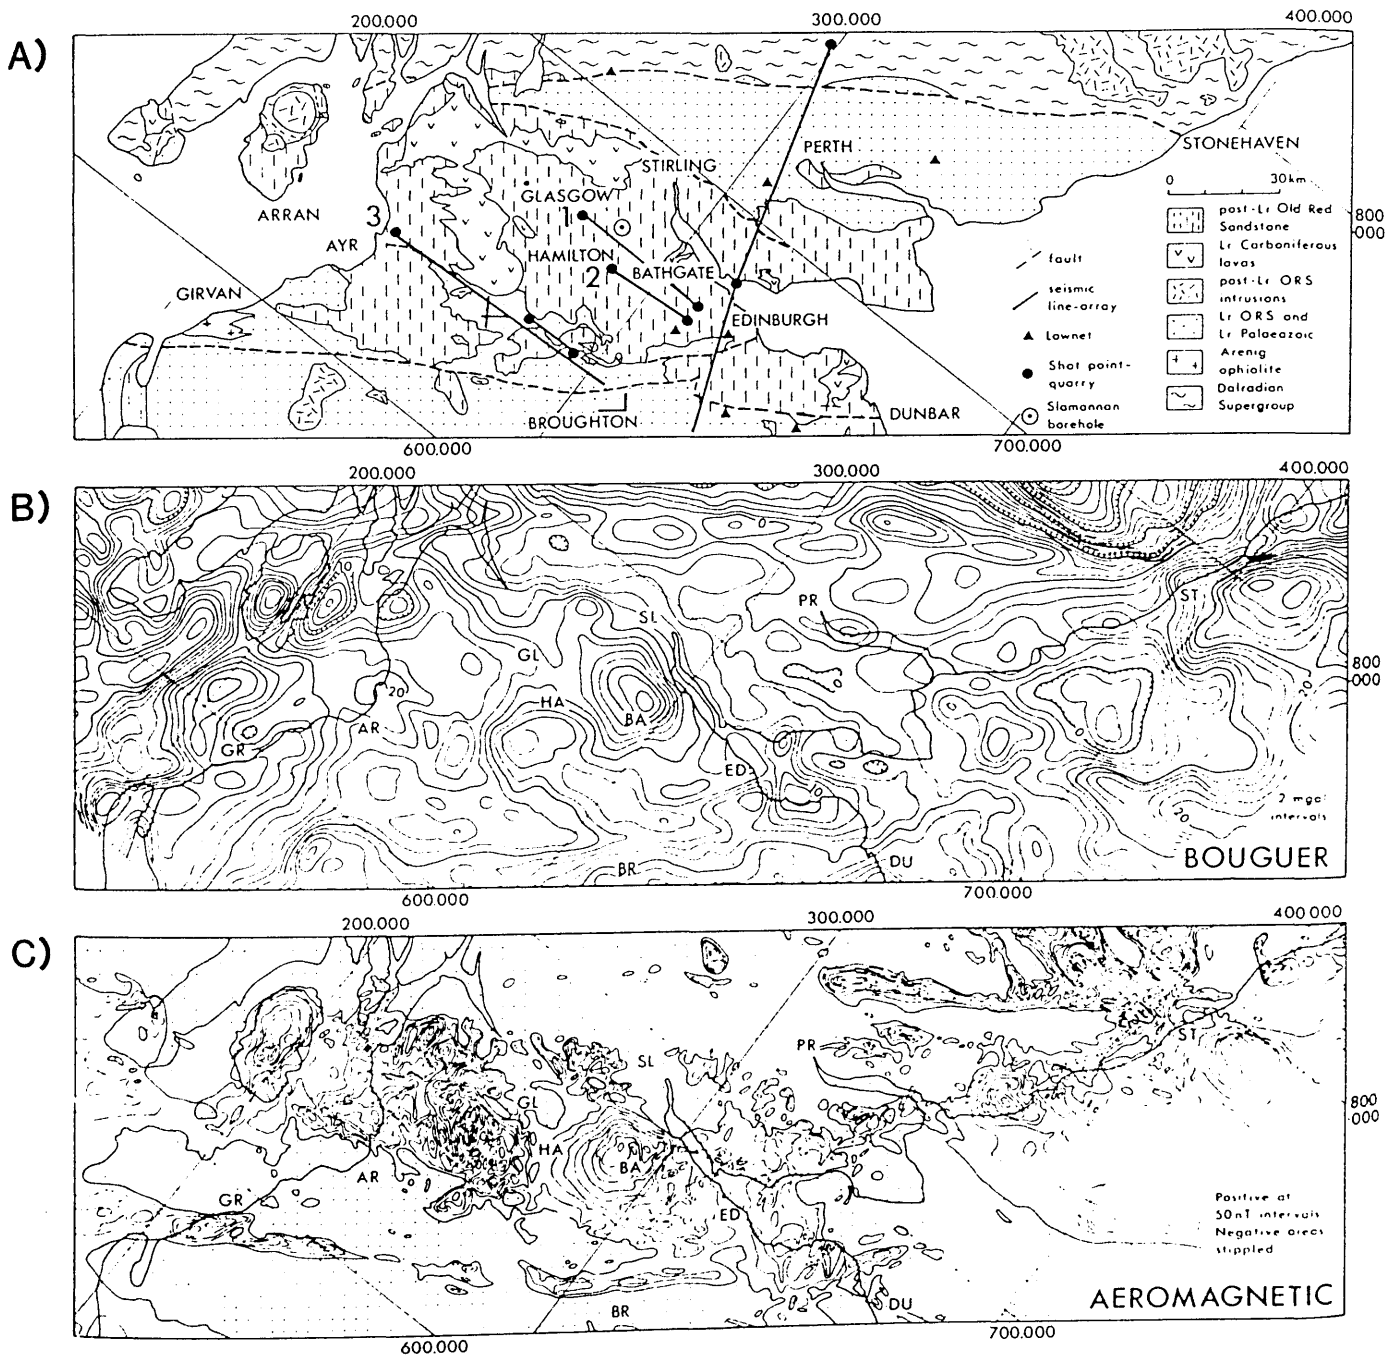 A)
200.000
300.000
400.000
STONEHAVEN
PERTH
STIRLING
GLASGOW
1
ARRAN
3
AYR
HAMILTON
2
BATHGATE
GIRVAN
EDINBURGH
BROUGHTON
DUNBAR
0 30km
800
000
fault
seismic
line-array
Lownet
Shot point-
quarry
Slamannan
borehole
post-Lr Old Red
Sandstone
Lr Carboniferous
lavas
post-Lr ORS
intrusions
Lr ORS and
Lr Palaeozoic
Arenig
ophiolite
Dalradian
Supergroup
600.000
700.000
B)
200.000
300.000
400.000
PR
ST
SL
GL
800
000
HA
BA
20
AR
GR
ED
20
20
2 mgal
intervals
BOUGUER
BR
DU
600.000
700.000
C)
200.000
300.000
400 000
PR
ST
SL
GL
800
000
HA
BA
AR
GR
ED
Positive at
50nT intervals
Negative areas
stippled
AEROMAGNETIC
BR
DU
600.000
700.000